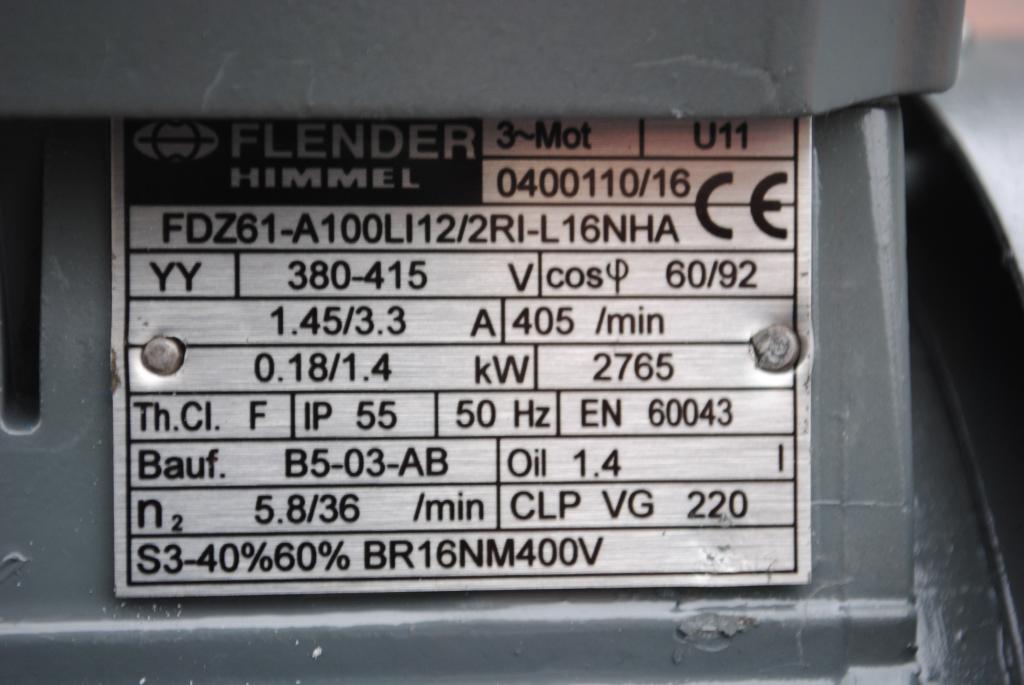 FLENDER
HIMMEL
3~Mot U11
0400110/16 CE
FDZ61-A100LI12/2RI-L16NHA
YY 380-415 V cosφ 60/92
1.45/3.3 A 405 /min
0.18/1.4 kW 2765
Th.Cl. F IP 55 50 Hz EN 60043
Bauf. B5-03-AB Oil 1.4 l
n₂ 5.8/36 /min CLP VG 220
S3-40%60% BR16NM400V